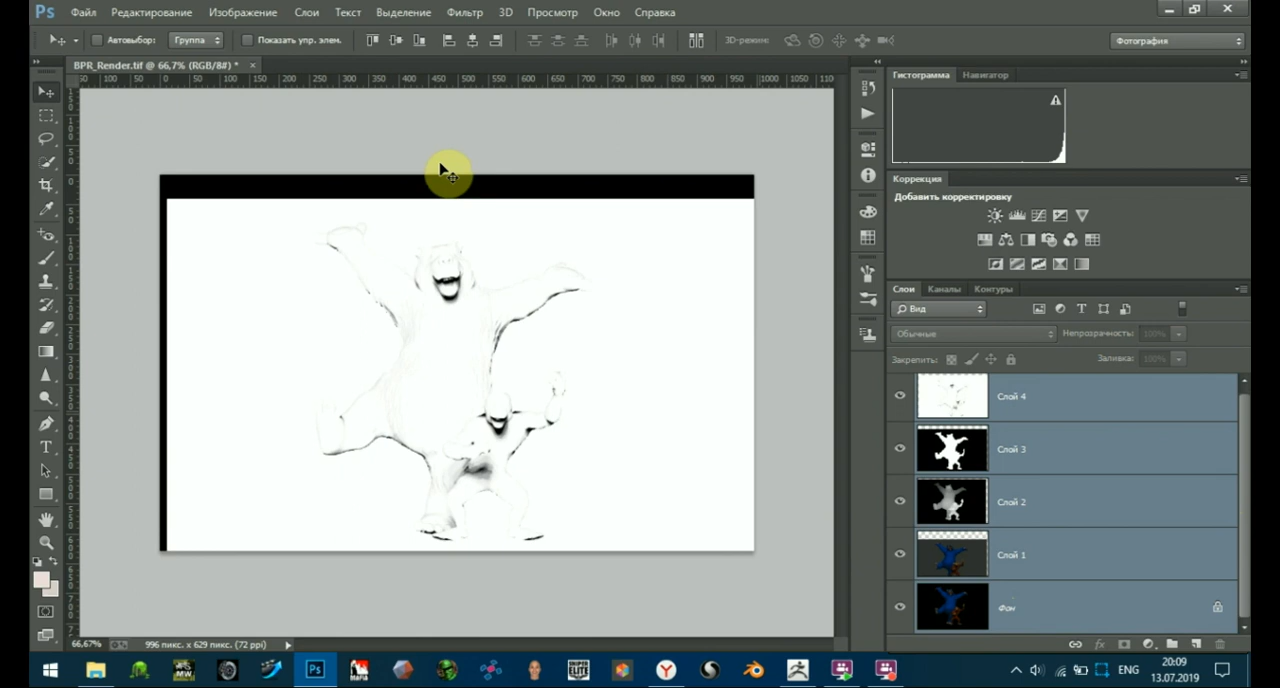 Ps Файл Редактирование Изображение Слои Текст Выделение Фильтр 3D Просмотр Окно Справка
Автовыбор: Группа Показать упр. элем. 3D-режим: Фотография
BPR_Render.tif @ 66,7% (RGB/8#) *
Гистограмма Навигатор
Коррекция
Добавить корректировку
Слои Каналы Контуры
Вид
Обычные Непрозрачность: 100%
Закрепить: Заливка: 100%
Слой 4
Слой 3
Слой 2
Слой 1
Фон
66,67% 996 пикс. x 629 пикс. (72 ppi)
ENG
20:09
13.07.2019